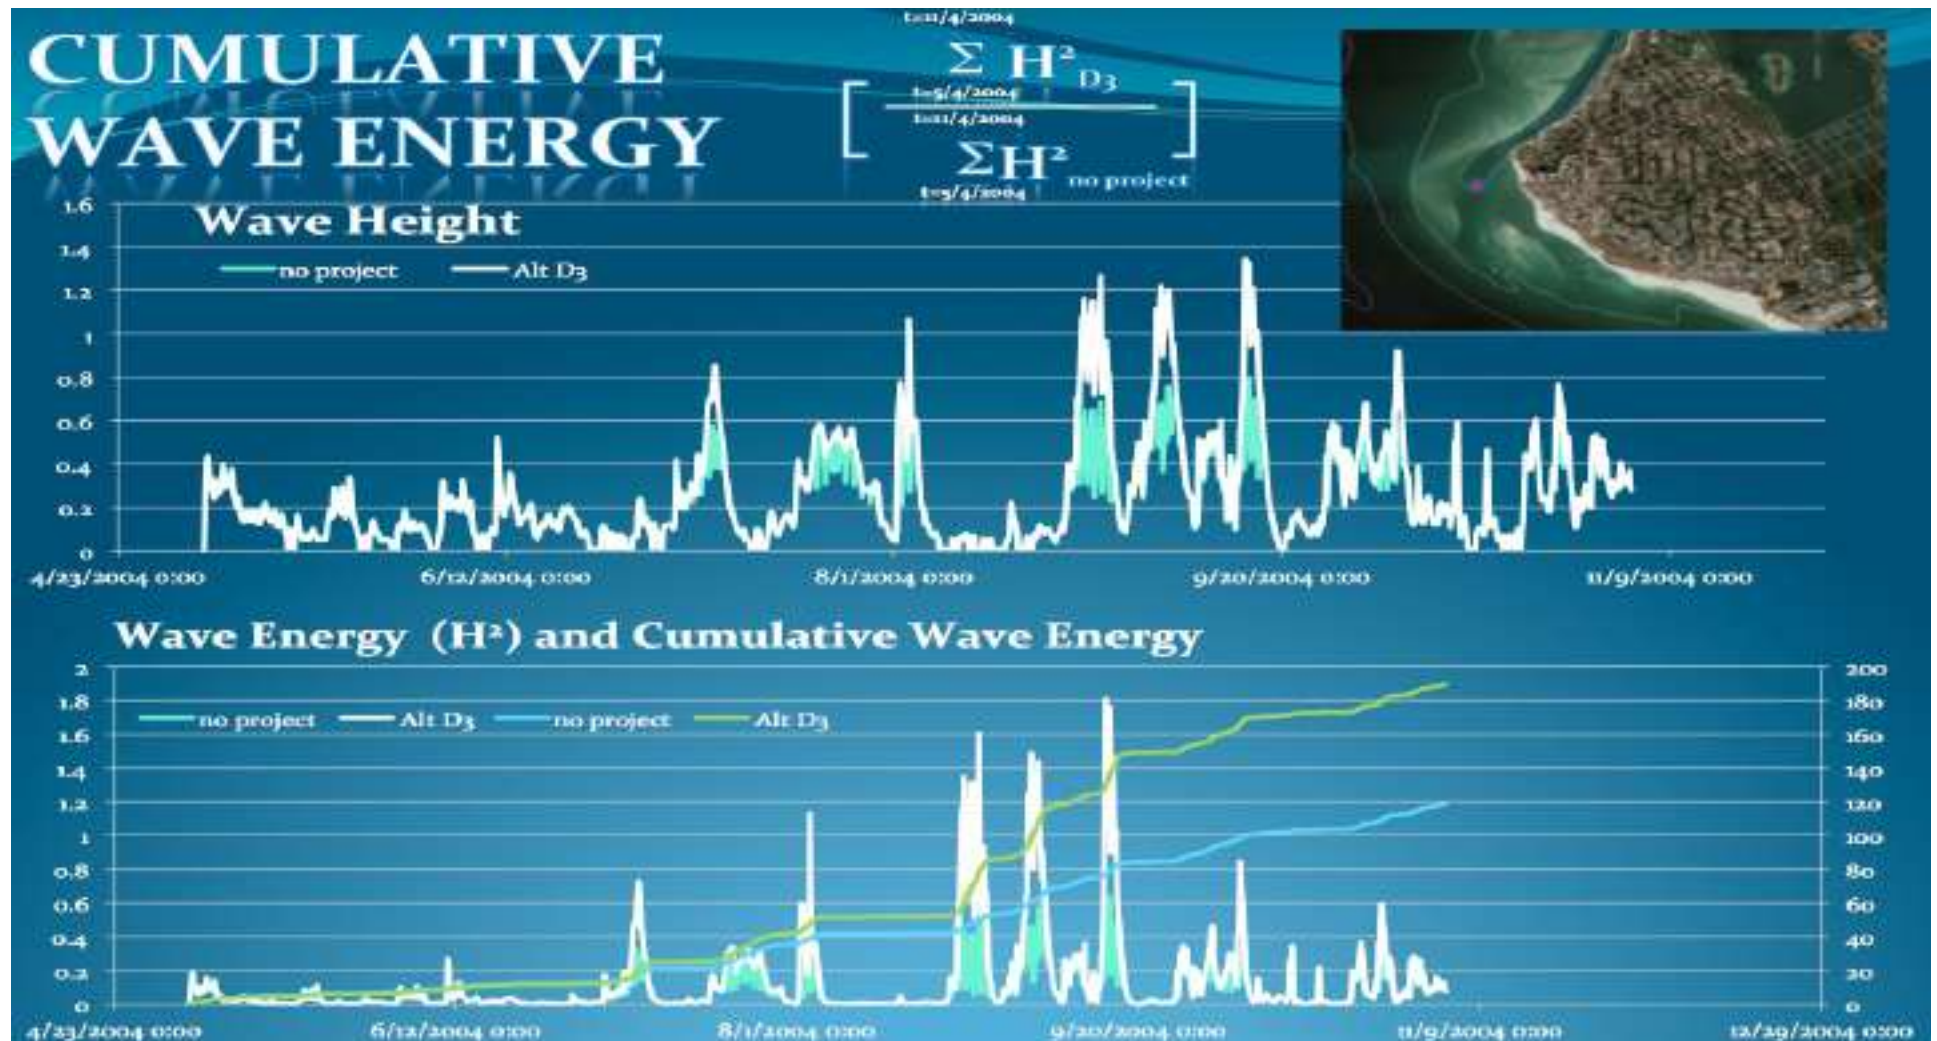 CUMULATIVE
WAVE ENERGY
t=11/4/2004
Σ H²D3
t=5/4/2004
t=11/4/2004
ΣH² no project
t=5/4/2004
Wave Height
no project Alt D3
1.6
1.4
1.2
1
0.8
0.6
0.4
0.2
0
4/23/2004 0:00 6/12/2004 0:00 8/1/2004 0:00 9/20/2004 0:00 11/9/2004 0:00
Wave Energy (H²) and Cumulative Wave Energy
no project Alt D3 no project Alt D3
2 200
1.8 180
1.6 160
1.4 140
1.2 120
1 100
0.8 80
0.6 60
0.4 40
0.2 20
0 0
4/23/2004 0:00 6/12/2004 0:00 8/1/2004 0:00 9/20/2004 0:00 11/9/2004 0:00 12/29/2004 0:00